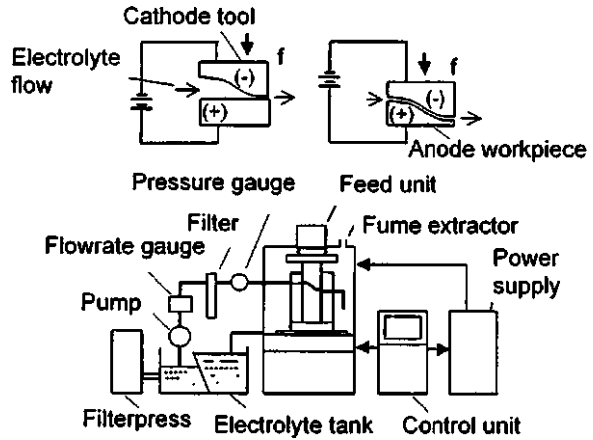 Cathode tool
f
f
Electrolyte
flow
(-)
(-)
(+)
(+)
Anode workpiece
Pressure gauge
Feed unit
Filter
Fume extractor
Flowrate gauge
Power
supply
Pump
Filterpress
Electrolyte tank
Control unit